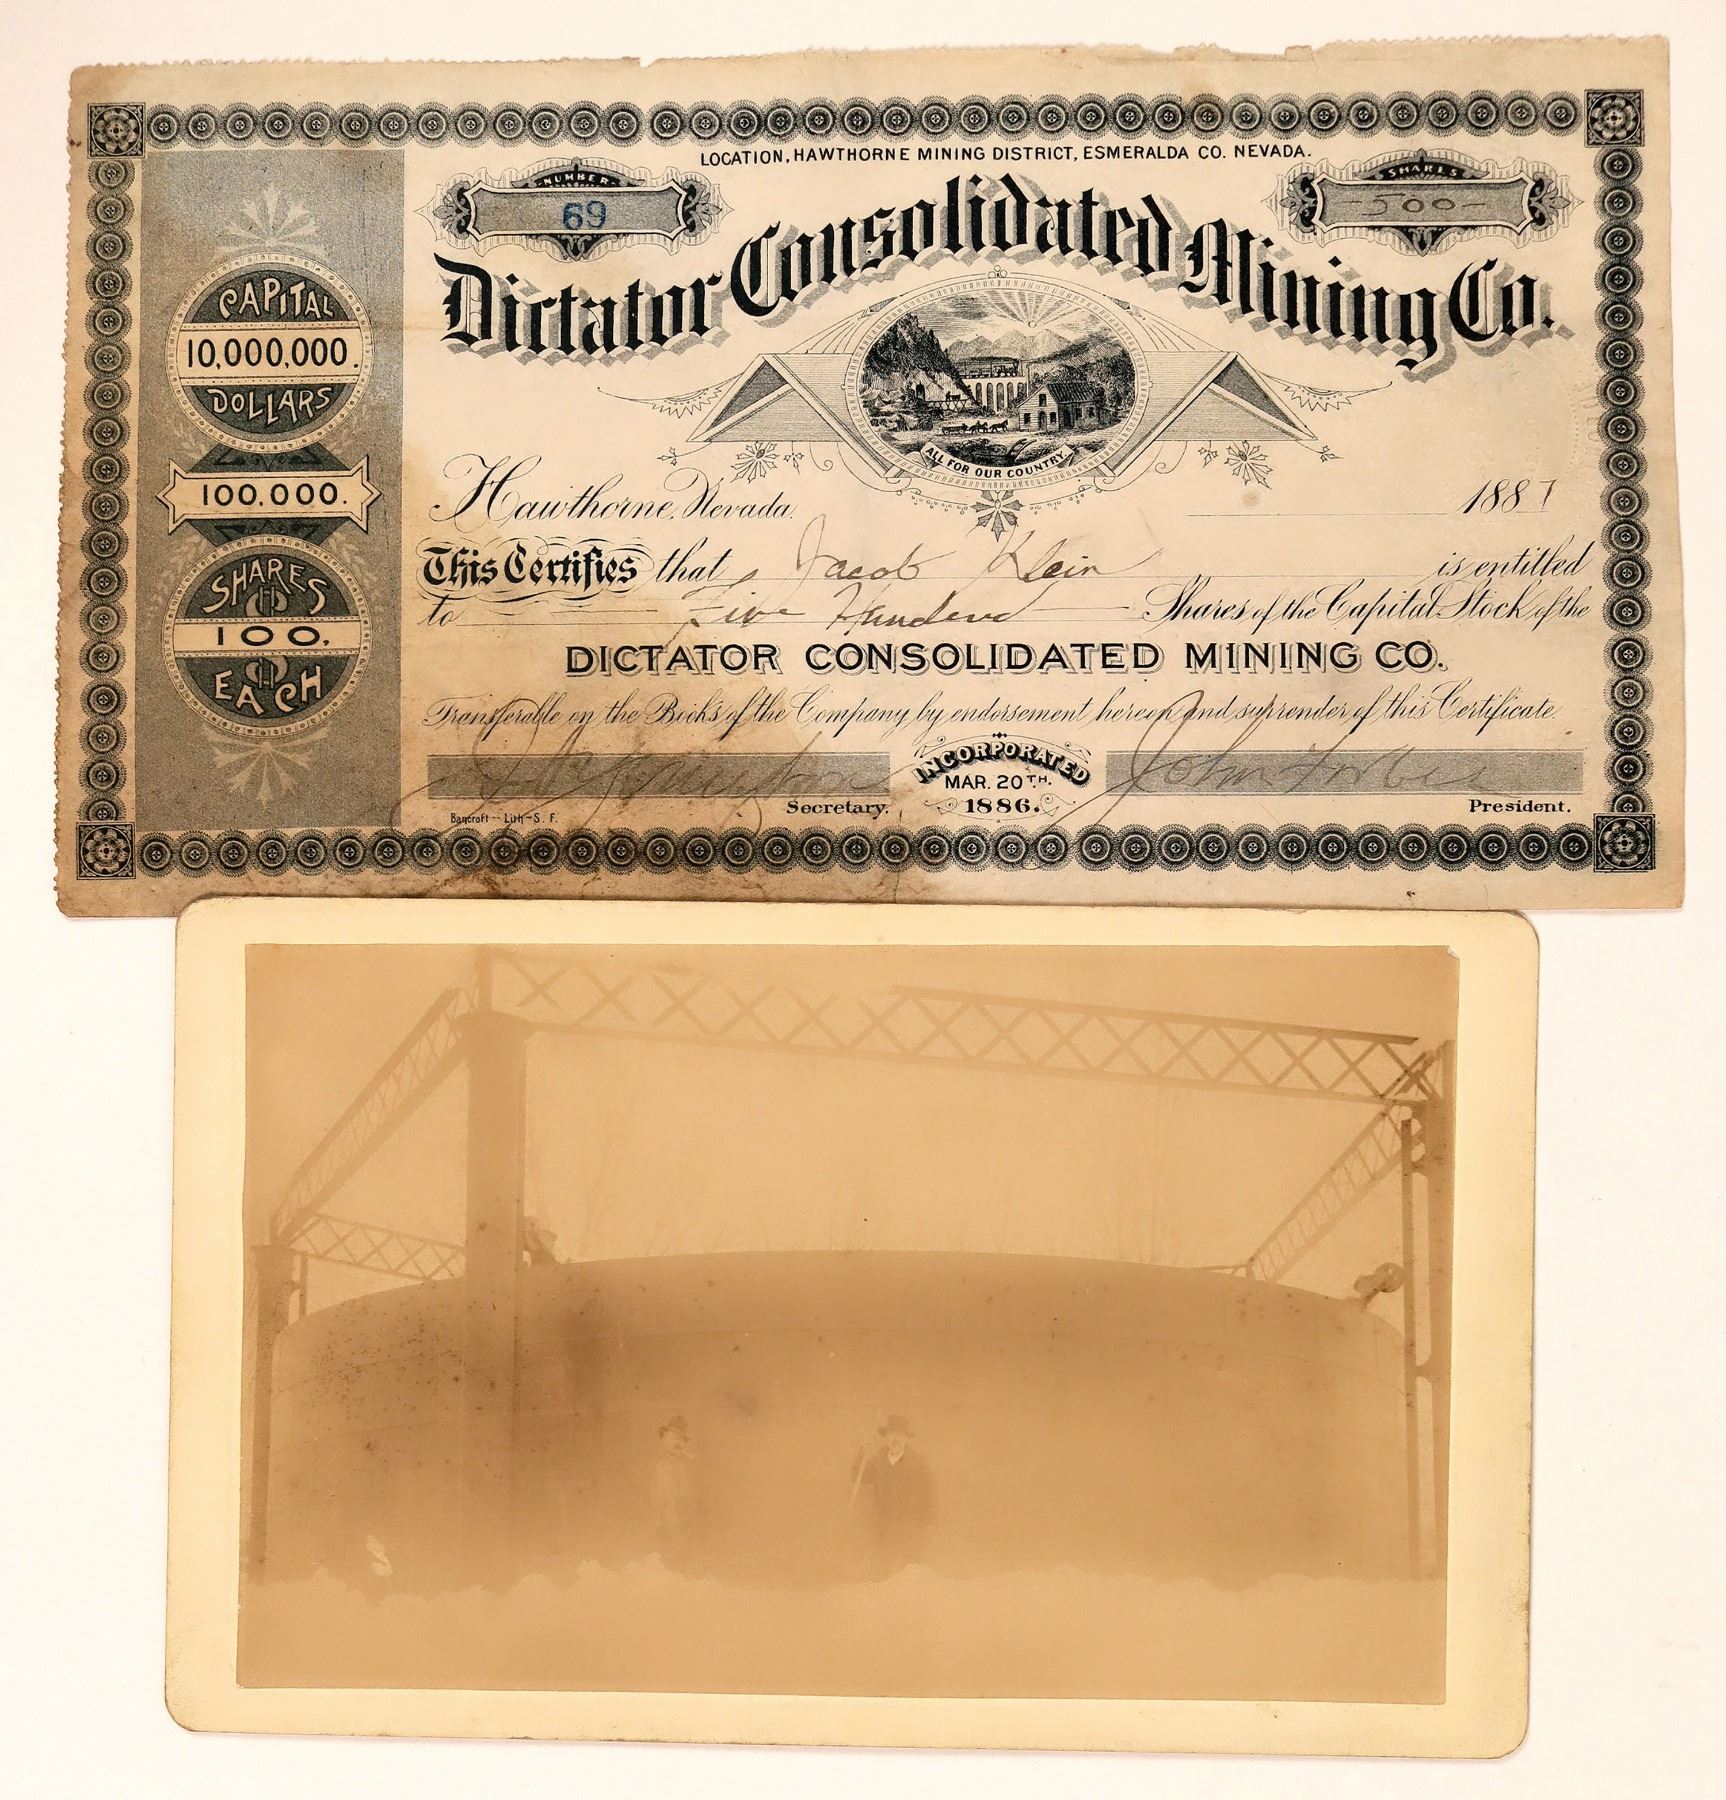 LOCATION, HAWTHORNE MINING DISTRICT, ESMERALDA CO. NEVADA.
NUMBER
69
SHARES
-500-
Dictator Consolidated Mining Co.
CAPITAL
10,000,000.
DOLLARS
100,000.
SHARES
100.
EACH
ALL FOR OUR COUNTRY
Hawthorne, Nevada. 1887
This Certifies that Jacob Klein is entitled
to Five Hundred Shares of the Capital Stock of the
DICTATOR CONSOLIDATED MINING CO.
Transferable on the Books of the Company by endorsement hereon and surrender of this Certificate.
INCORPORATED
MAR. 20TH.
1886.
Secretary.
John Forbes
President.
Bancroft - Lith - S. F.